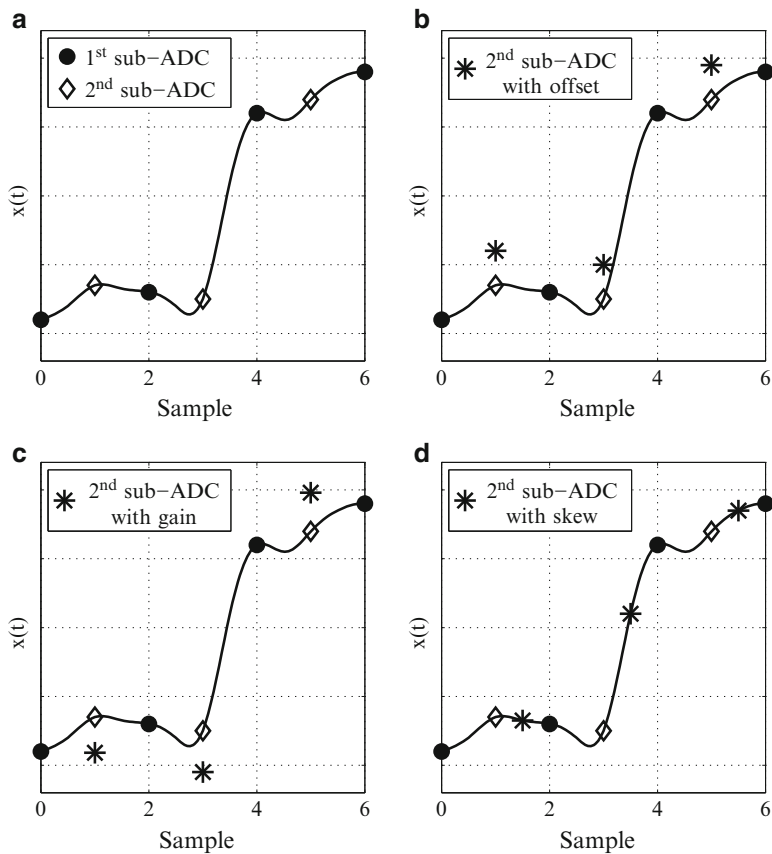 a
1st sub−ADC
2nd sub−ADC
x(t)
0 2 4 6
Sample
b
2nd sub−ADC
with offset
x(t)
0 2 4 6
Sample
c
2nd sub−ADC
with gain
x(t)
0 2 4 6
Sample
d
2nd sub−ADC
with skew
x(t)
0 2 4 6
Sample